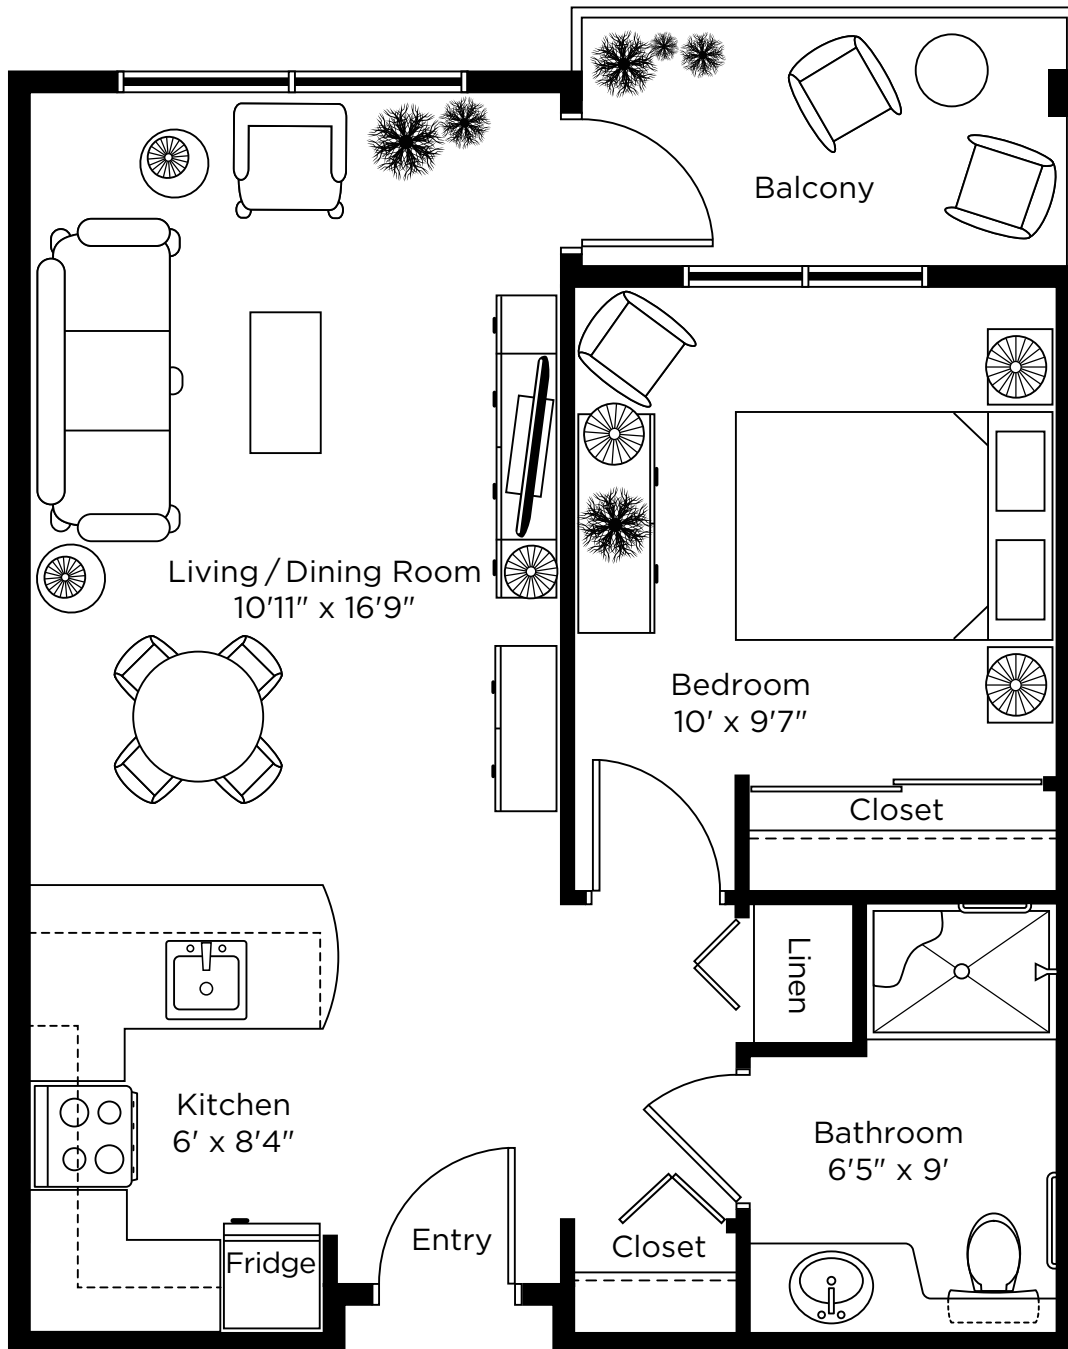 Balcony
Living / Dining Room
10'11" x 16'9"
Bedroom
10' x 9'7"
Closet
Linen
Kitchen
6' x 8'4"
Bathroom
6'5" x 9'
Entry
Closet
Fridge